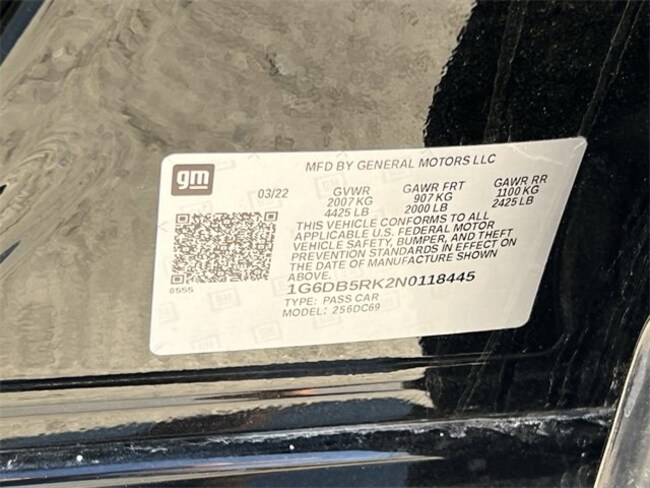 gm
MFD BY GENERAL MOTORS LLC
03/22 GVWR GAWR FRT GAWR RR
2007 KG 907 KG 1100 KG
4425 LB 2000 LB 2425 LB
THIS VEHICLE CONFORMS TO ALL
APPLICABLE U.S. FEDERAL MOTOR
VEHICLE SAFETY, BUMPER, AND THEFT
PREVENTION STANDARDS IN EFFECT ON
THE DATE OF MANUFACTURE SHOWN
ABOVE.
8555
1G6DB5RK2N0118445
TYPE: PASS CAR
MODEL: 256DC69